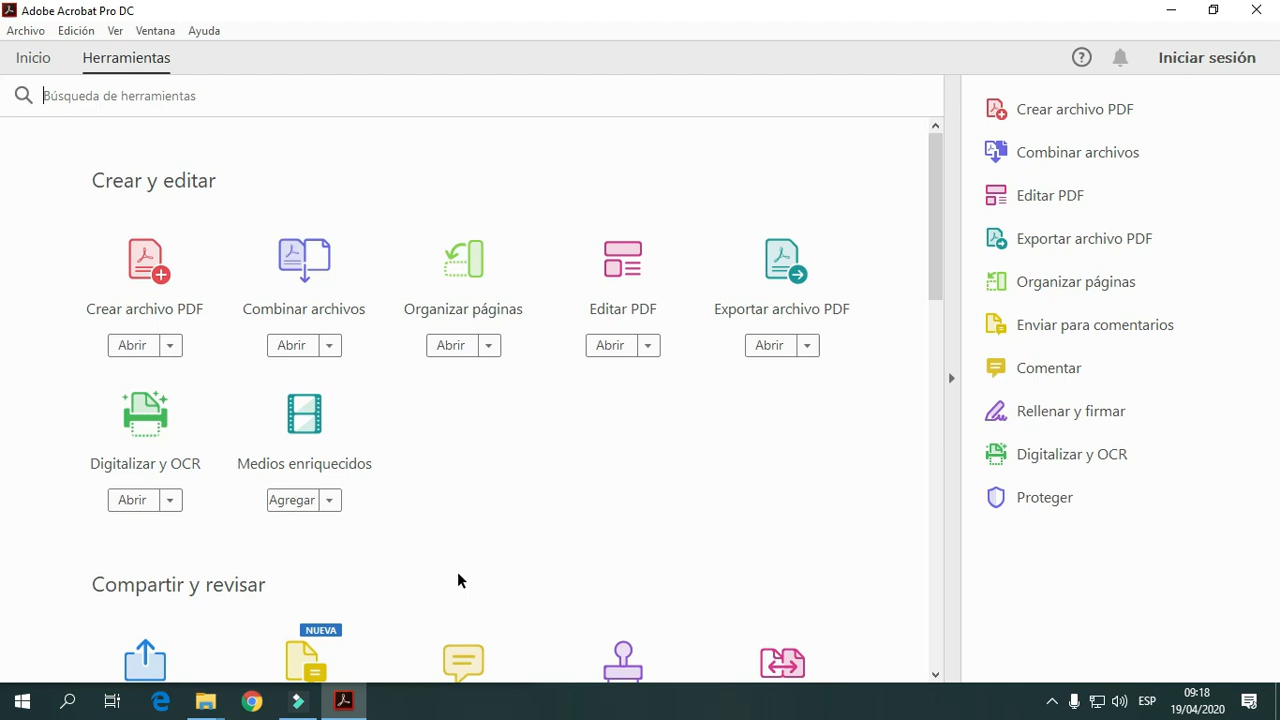 Adobe Acrobat Pro DC
Archivo Edición Ver Ventana Ayuda
Inicio Herramientas Iniciar sesión
Búsqueda de herramientas
Crear y editar
Crear archivo PDF Combinar archivos Organizar páginas Editar PDF Exportar archivo PDF
Abrir Abrir Abrir Abrir Abrir
Digitalizar y OCR Medios enriquecidos
Abrir Agregar
Compartir y revisar
NUEVA
Crear archivo PDF
Combinar archivos
Editar PDF
Exportar archivo PDF
Organizar páginas
Enviar para comentarios
Comentar
Rellenar y firmar
Digitalizar y OCR
Proteger
ESP
09:18
19/04/2020